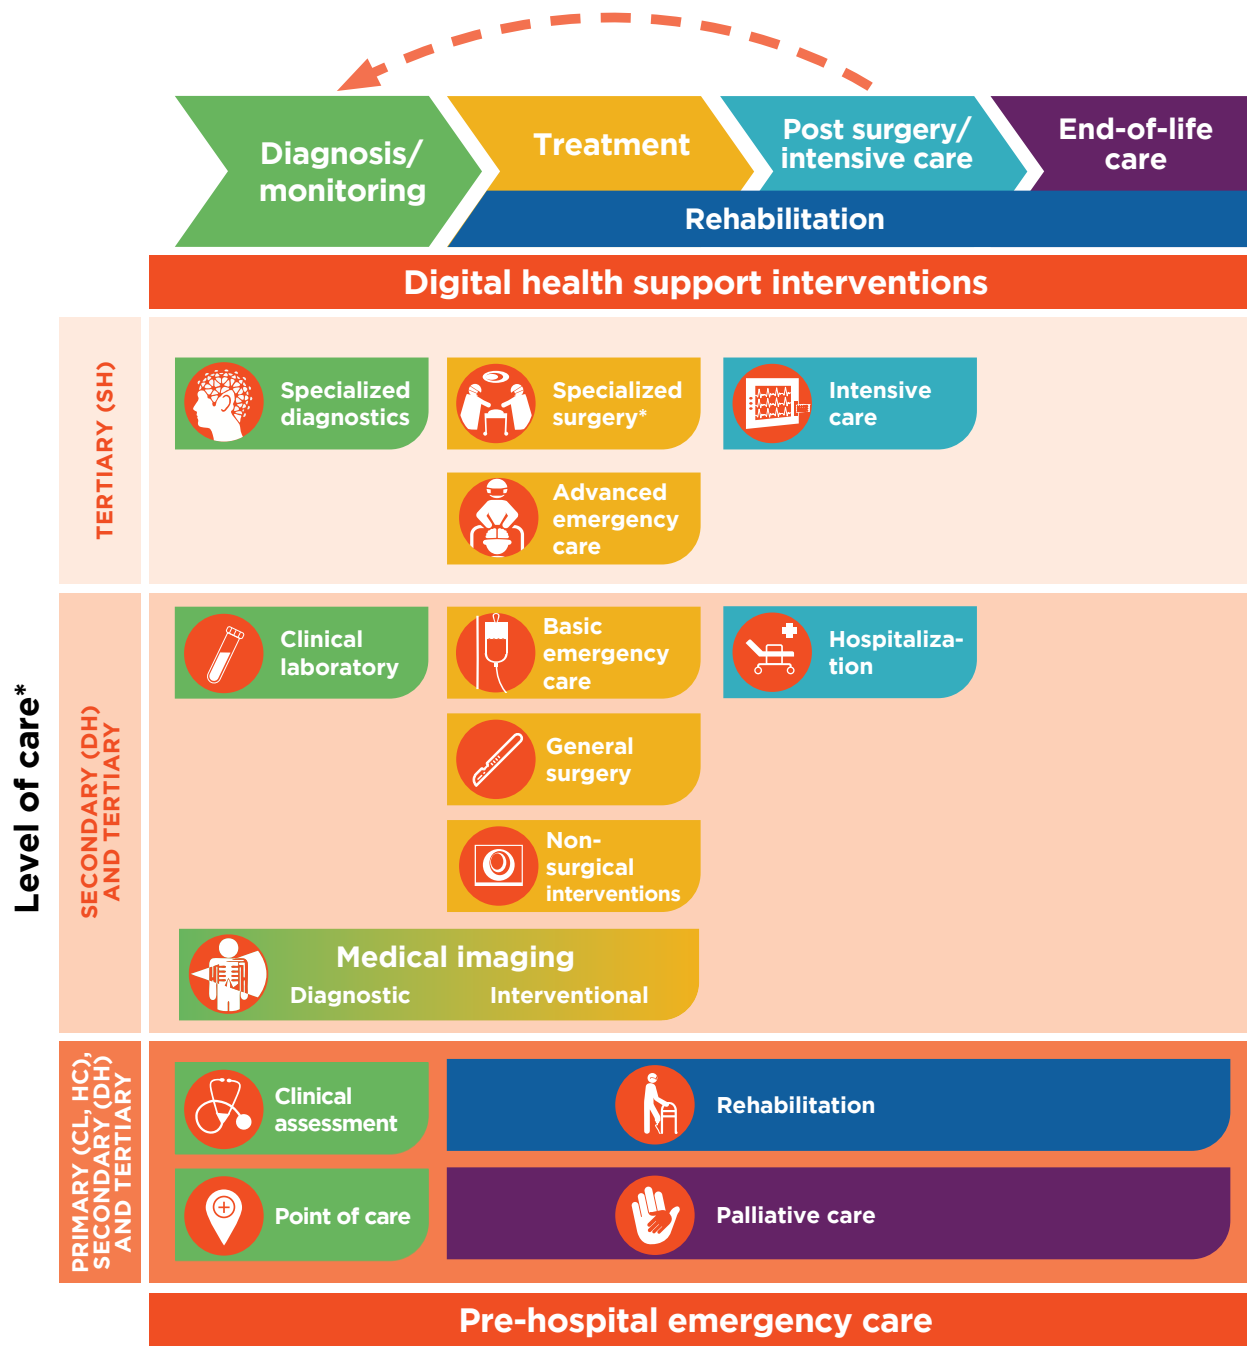 Diagnosis/
monitoring
Treatment
Post surgery/
intensive care
End-of-life
care
Rehabilitation
Digital health support interventions
Level of care*
TERTIARY (SH)
Specialized
diagnostics
Specialized
surgery*
Intensive
care
Advanced
emergency
care
SECONDARY (DH)
AND TERTIARY
Clinical
laboratory
Basic
emergency
care
Hospitaliza-
tion
General
surgery
Non-
surgical
interventions
Medical imaging
Diagnostic
Interventional
PRIMARY (CL, HC),
SECONDARY (DH)
AND TERTIARY
Clinical
assessment
Rehabilitation
Point of care
Palliative care
Pre-hospital emergency care